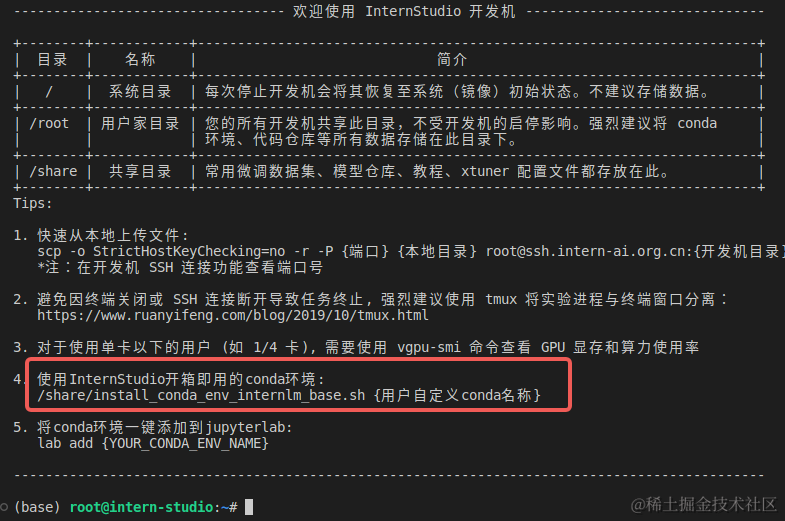 ---------------------------------- 欢迎使用 InternStudio 开发机 ------------------------------
目录 名称 简介
/ 系统目录 每次停止开发机会将其恢复至系统（镜像）初始状态。不建议存储数据。
/root 用户家目录 您的所有开发机共享此目录，不受开发机的启停影响。强烈建议将 conda
环境、代码仓库等所有数据存储在此目录下。
/share 共享目录 常用微调数据集、模型仓库、教程、xtuner 配置文件都存放在此。
Tips:
1. 快速从本地上传文件:
scp -o StrictHostKeyChecking=no -r -P {端口} {本地目录} root@ssh.intern-ai.org.cn:{开发机目录}
*注：在开发机 SSH 连接功能查看端口号
2. 避免因终端关闭或 SSH 连接断开导致任务终止, 强烈建议使用 tmux 将实验进程与终端窗口分离：
https://www.ruanyifeng.com/blog/2019/10/tmux.html
3. 对于使用单卡以下的用户 (如 1/4 卡), 需要使用 vgpu-smi 命令查看 GPU 显存和算力使用率
4. 使用InternStudio开箱即用的conda环境:
/share/install_conda_env_internlm_base.sh {用户自定义conda名称}
5. 将conda环境一键添加到jupyterlab:
lab add {YOUR_CONDA_ENV_NAME}
----------------------------------------------------------------------------------------------
(base) root@intern-studio:~#
@稀土掘金技术社区